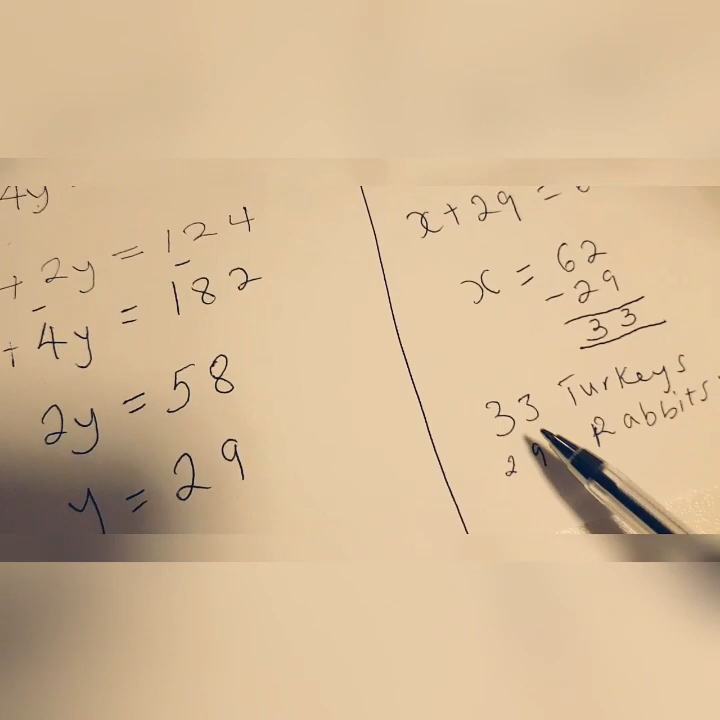 4y
+ 2y = 124
+ 4y = 182
2y = 58
y = 29
x + 29 =
x = 62
- 29
33
33 Turkeys
29 Rabbits